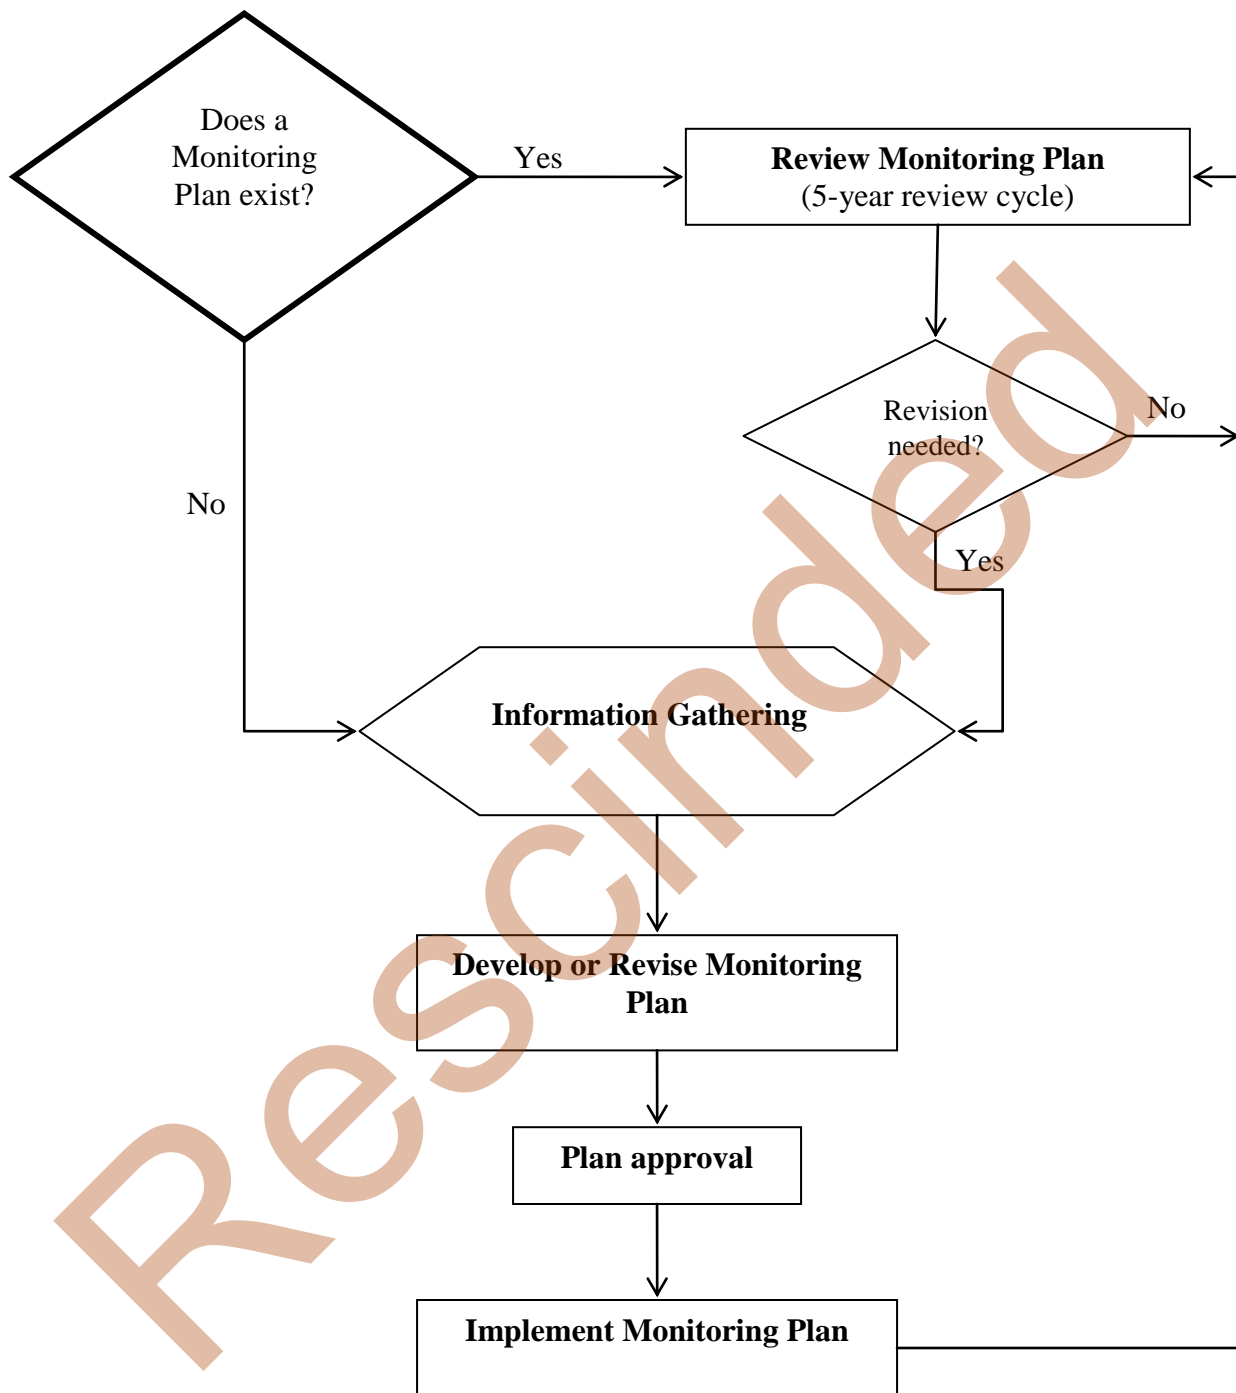 Does a
Monitoring
Plan exist?
Yes
Review Monitoring Plan
(5-year review cycle)
Revision
needed?
No
No
Yes
Information Gathering
Develop or Revise Monitoring
Plan
Plan approval
Implement Monitoring Plan
Rescinded